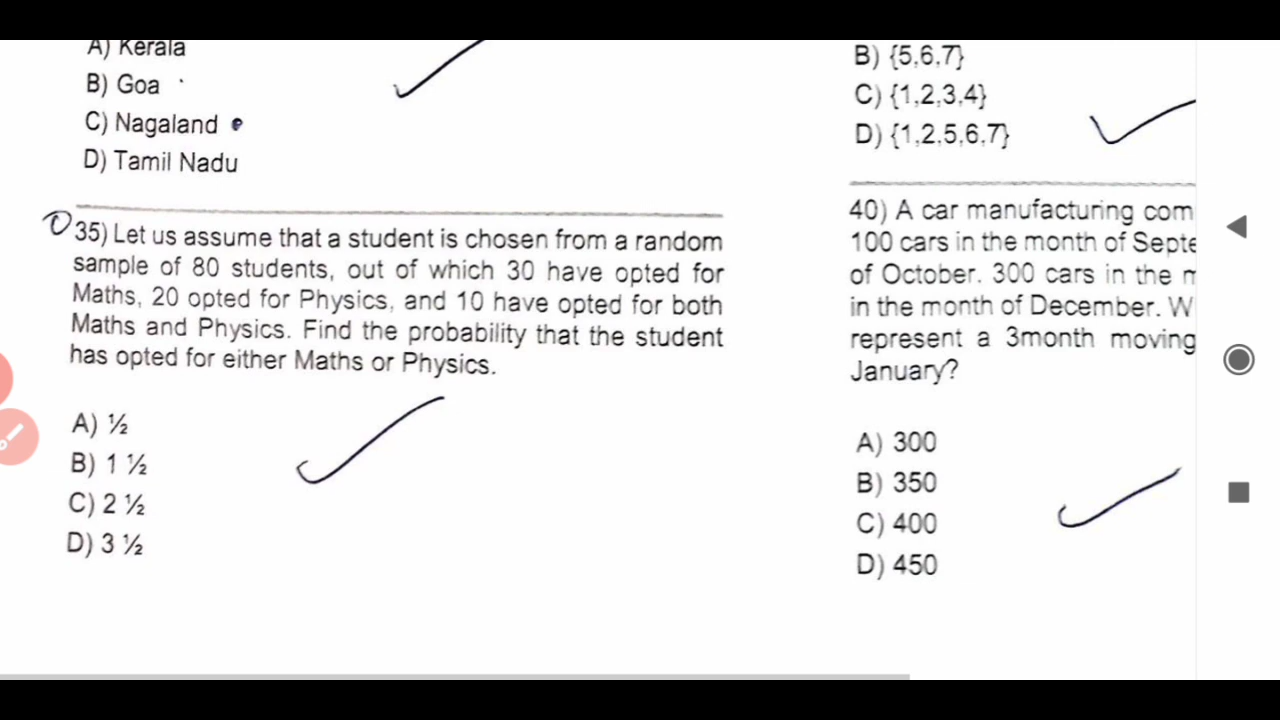 A) Kerala
B) Goa
C) Nagaland
D) Tamil Nadu
35) Let us assume that a student is chosen from a random
sample of 80 students, out of which 30 have opted for
Maths, 20 opted for Physics, and 10 have opted for both
Maths and Physics. Find the probability that the student
has opted for either Maths or Physics.
A) ½
B) 1 ½
C) 2 ½
D) 3 ½
B) {5,6,7}
C) {1,2,3,4}
D) {1,2,5,6,7}
40) A car manufacturing com
100 cars in the month of Septe
of October. 300 cars in the
in the month of December. W
represent a 3month moving
January?
A) 300
B) 350
C) 400
D) 450